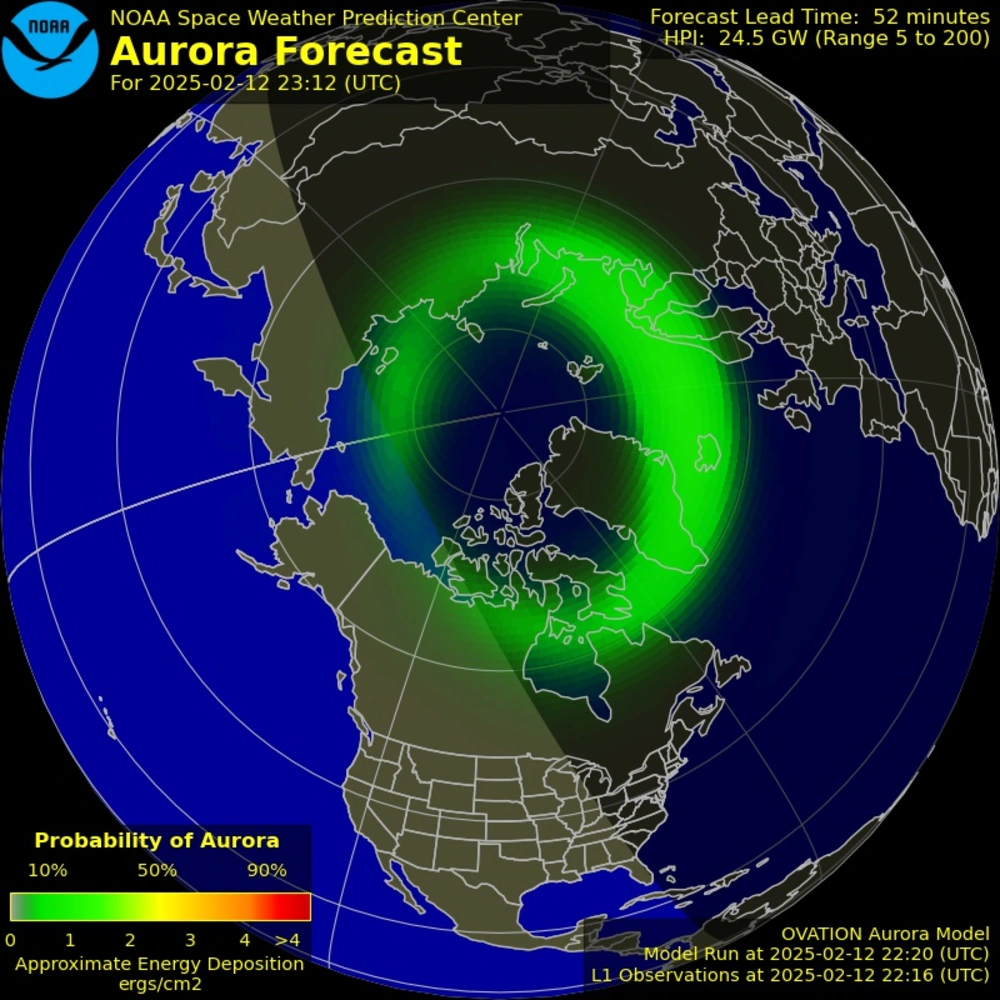 NOAA
NOAA Space Weather Prediction Center
Aurora Forecast
For 2025-02-12 23:12 (UTC)
Forecast Lead Time: 52 minutes
HPI: 24.5 GW (Range 5 to 200)
Probability of Aurora
10% 50% 90%
0 1 2 3 4 >4
Approximate Energy Deposition
ergs/cm2
OVATION Aurora Model
Model Run at 2025-02-12 22:20 (UTC)
L1 Observations at 2025-02-12 22:16 (UTC)